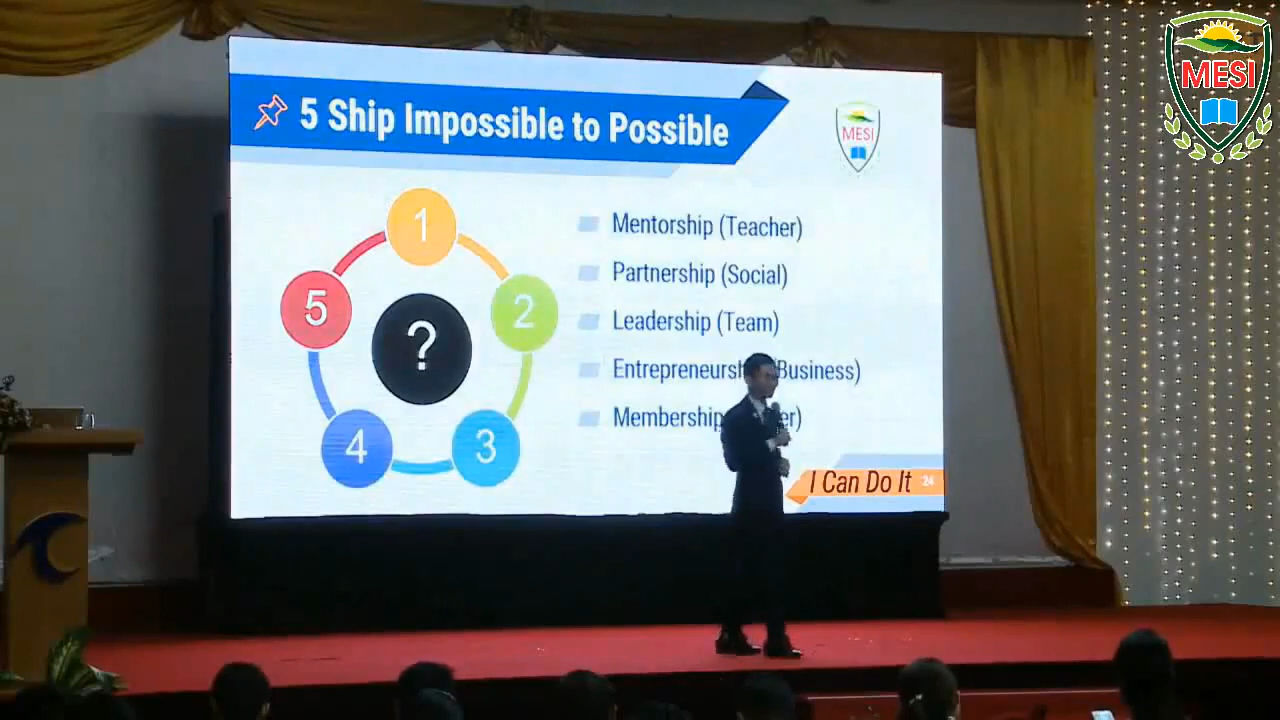 5 Ship Impossible to Possible
MESI
MESI
1
2
3
4
5
?
Mentorship (Teacher)
Partnership (Social)
Leadership (Team)
Business)
Membership
I Can Do It
24